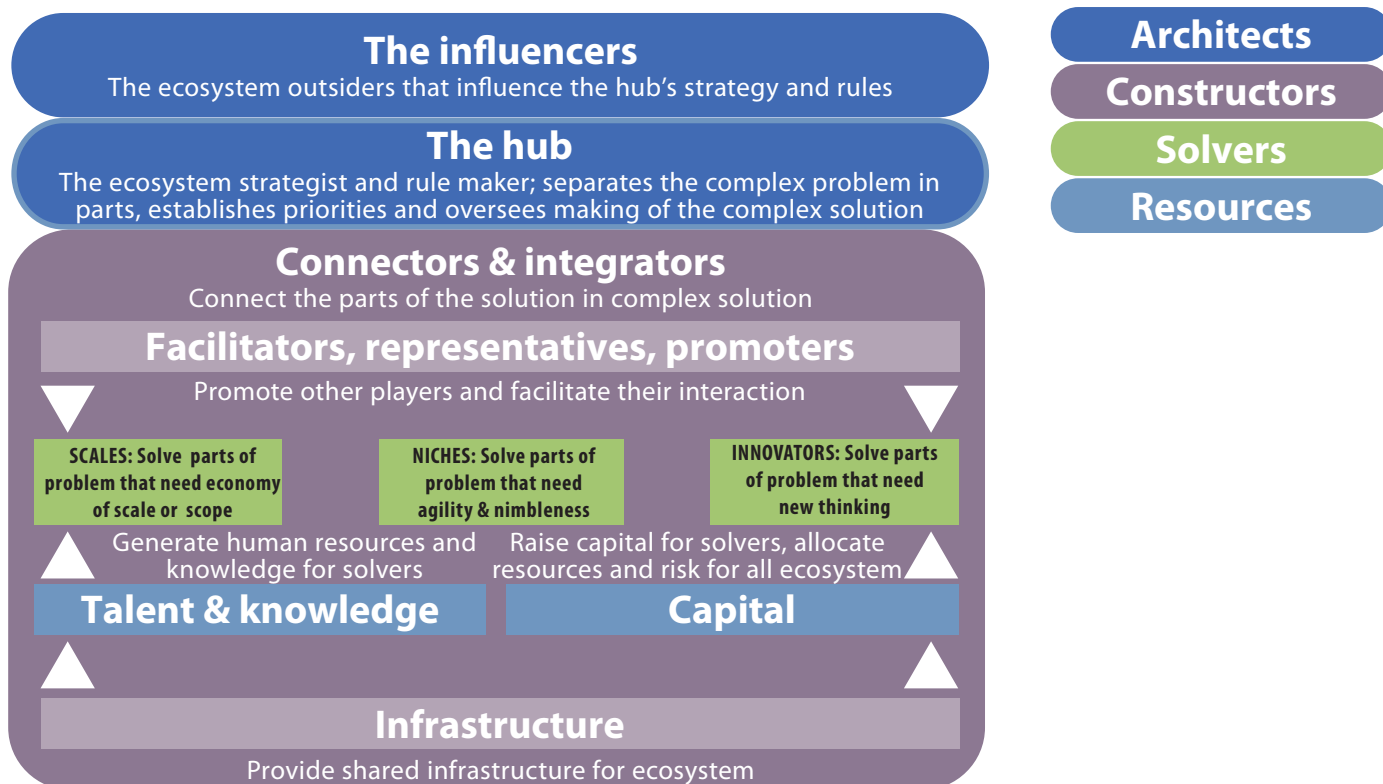 The influencers
The ecosystem outsiders that influence the hub's strategy and rules
The hub
The ecosystem strategist and rule maker; separates the complex problem in
parts, establishes priorities and oversees making of the complex solution
Connectors & integrators
Connect the parts of the solution in complex solution
Facilitators, representatives, promoters
Promote other players and facilitate their interaction
SCALES: Solve parts of
problem that need economy
of scale or scope
NICHES: Solve parts of
problem that need
agility & nimbleness
INNOVATORS: Solve parts
of problem that need
new thinking
Generate human resources and
knowledge for solvers
Raise capital for solvers, allocate
resources and risk for all ecosystem
Talent & knowledge
Capital
Infrastructure
Provide shared infrastructure for ecosystem
Architects
Constructors
Solvers
Resources